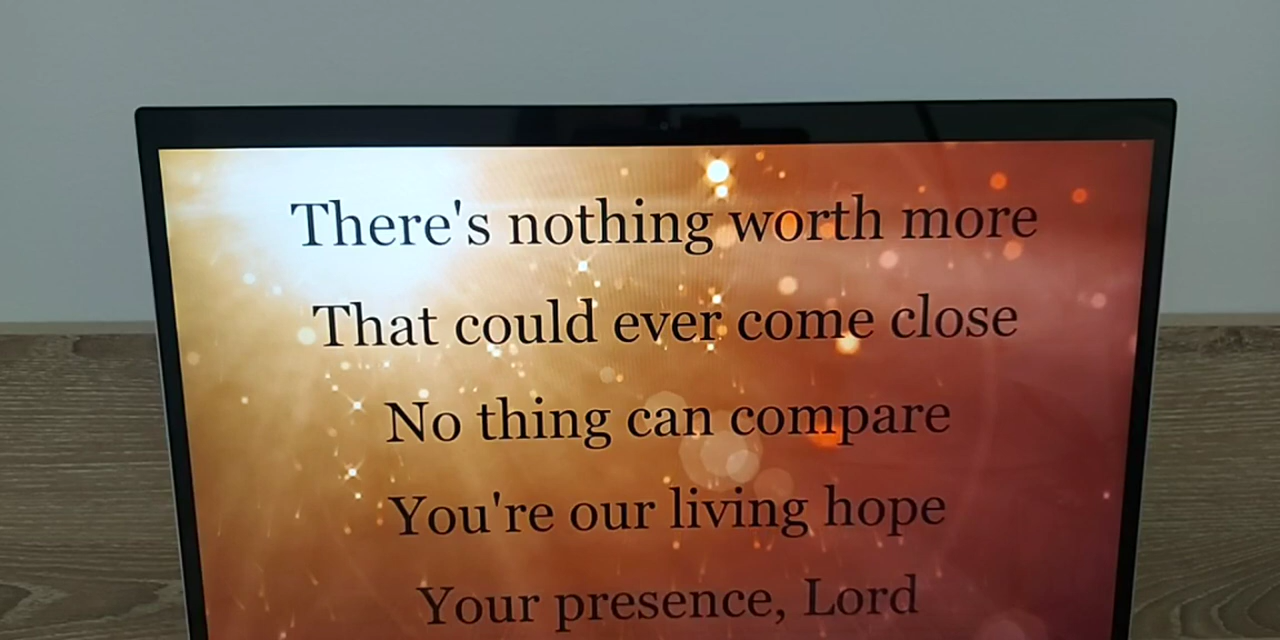 There's nothing worth more
That could ever come close
No thing can compare
You're our living hope
Your presence, Lord